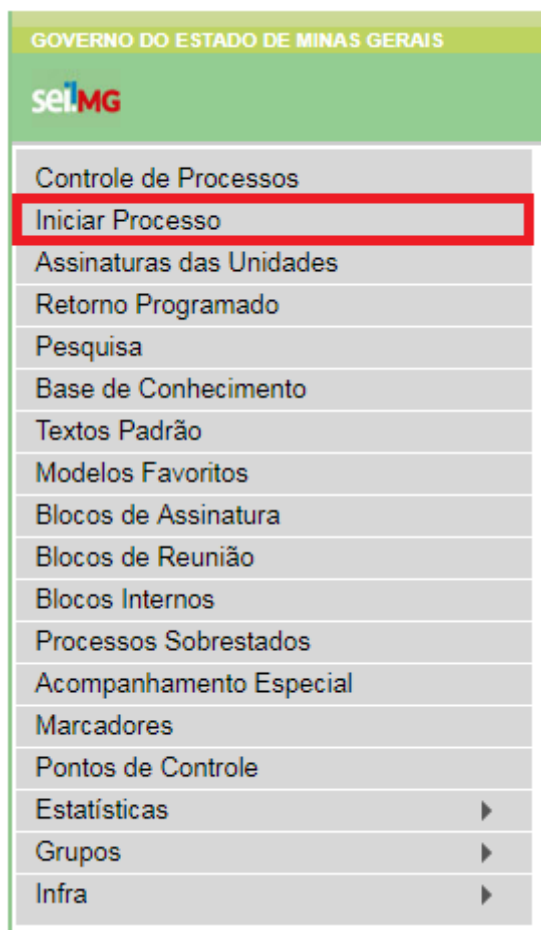 GOVERNO DO ESTADO DE MINAS GERAIS
sei!MG
Controle de Processos
Iniciar Processo
Assinaturas das Unidades
Retorno Programado
Pesquisa
Base de Conhecimento
Textos Padrão
Modelos Favoritos
Blocos de Assinatura
Blocos de Reunião
Blocos Internos
Processos Sobrestados
Acompanhamento Especial
Marcadores
Pontos de Controle
Estatísticas
Grupos
Infra